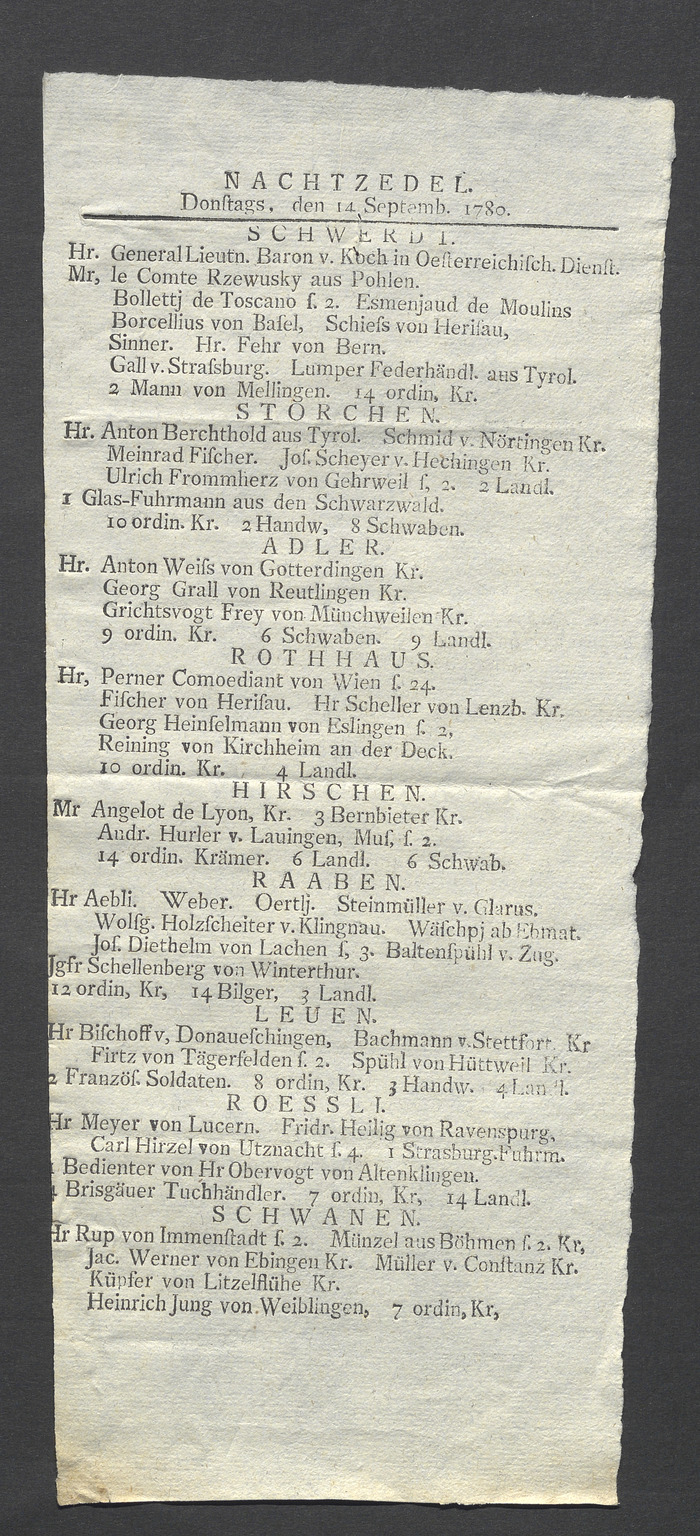 NACHTZEDEL.
Donſtags, den 14 Septemb. 1780.
SCHWERDT.
Hr. General Lieutn. Baron v. Koch in Oeſterreichiſch. Dienſt.
Mr, le Comte Rzewusky aus Pohlen.
Bollettj de Toscano ſ. 2. Esmenjaud de Moulins
Borcellius von Baſel, Schieſs von Heriſau,
Sinner. Hr. Fehr von Bern.
Gall v. Straſsburg. Lumper Federhändl. aus Tyrol.
2 Mann von Mellingen. 14 ordin, Kr.
STORCHEN.
Hr. Anton Berchthold aus Tyrol. Schmid v. Nörtingen Kr.
Meinrad Fiſcher. Joſ. Scheyer v. Hechingen Kr.
Ulrich Frommherz von Gehrweil ſ, 2. 2 Landl.
1 Glas-Fuhrmann aus den Schwarzwald.
10 ordin. Kr. 2 Handw, 8 Schwaben.
ADLER.
Hr. Anton Weiſs von Gotterdingen Kr.
Georg Grall von Reutlingen Kr.
Grichtsvogt Frey von Münchweilen Kr.
9 ordin. Kr. 6 Schwaben. 9 Landl.
ROTHHAUS.
Hr, Perner Comoediant von Wien ſ. 24.
Fiſcher von Heriſau. Hr Scheller von Lenzb. Kr.
Georg Heinſelmann von Eslingen ſ. 2,
Reining von Kirchheim an der Deck.
10 ordin. Kr. 4 Landl.
HIRSCHEN.
Mr Angelot de Lyon, Kr. 3 Bernbieter Kr.
Andr. Hurler v. Lauingen, Muſ, ſ. 2.
14 ordin. Krämer. 6 Landl. 6 Schwab.
RAABEN.
Hr Aebli. Weber. Oertlj. Steinmüller v. Glarus.
Wolfg. Holzſcheiter v. Klingnau. Wäſchpj ab Ehmat.
Joſ. Diethelm von Lachen ſ, 3. Baltenſpühl v. Zug.
Jgfr Schellenberg von Winterthur.
12 ordin, Kr, 14 Bilger, 3 Landl.
LEUEN.
Hr Biſchoff v, Donaueſchingen, Bachmann v. Stettfort. Kr
Firtz von Tägerfelden ſ. 2. Spühl von Hüttweil Kr.
2 Franzöſ. Soldaten. 8 ordin, Kr. 3 Handw. 4 Landl.
ROESSLI.
Hr Meyer von Lucern. Fridr. Heilig von Ravenspurg,
Carl Hirzel von Utznacht ſ. 4. 1 Strasburg. Fuhrm.
1 Bedienter von Hr Obervogt von Altenklingen.
4 Brisgäuer Tuchhändler. 7 ordin, Kr, 14 Landl.
SCHWANEN.
Hr Rup von Immenſtadt ſ. 2. Münzel aus Böhmen ſ. 2. Kr,
Jac. Werner von Ebingen Kr. Müller v. Conſtanz Kr.
Küpfer von Litzelflühe Kr.
Heinrich Jung von Weiblingen, 7 ordin, Kr,